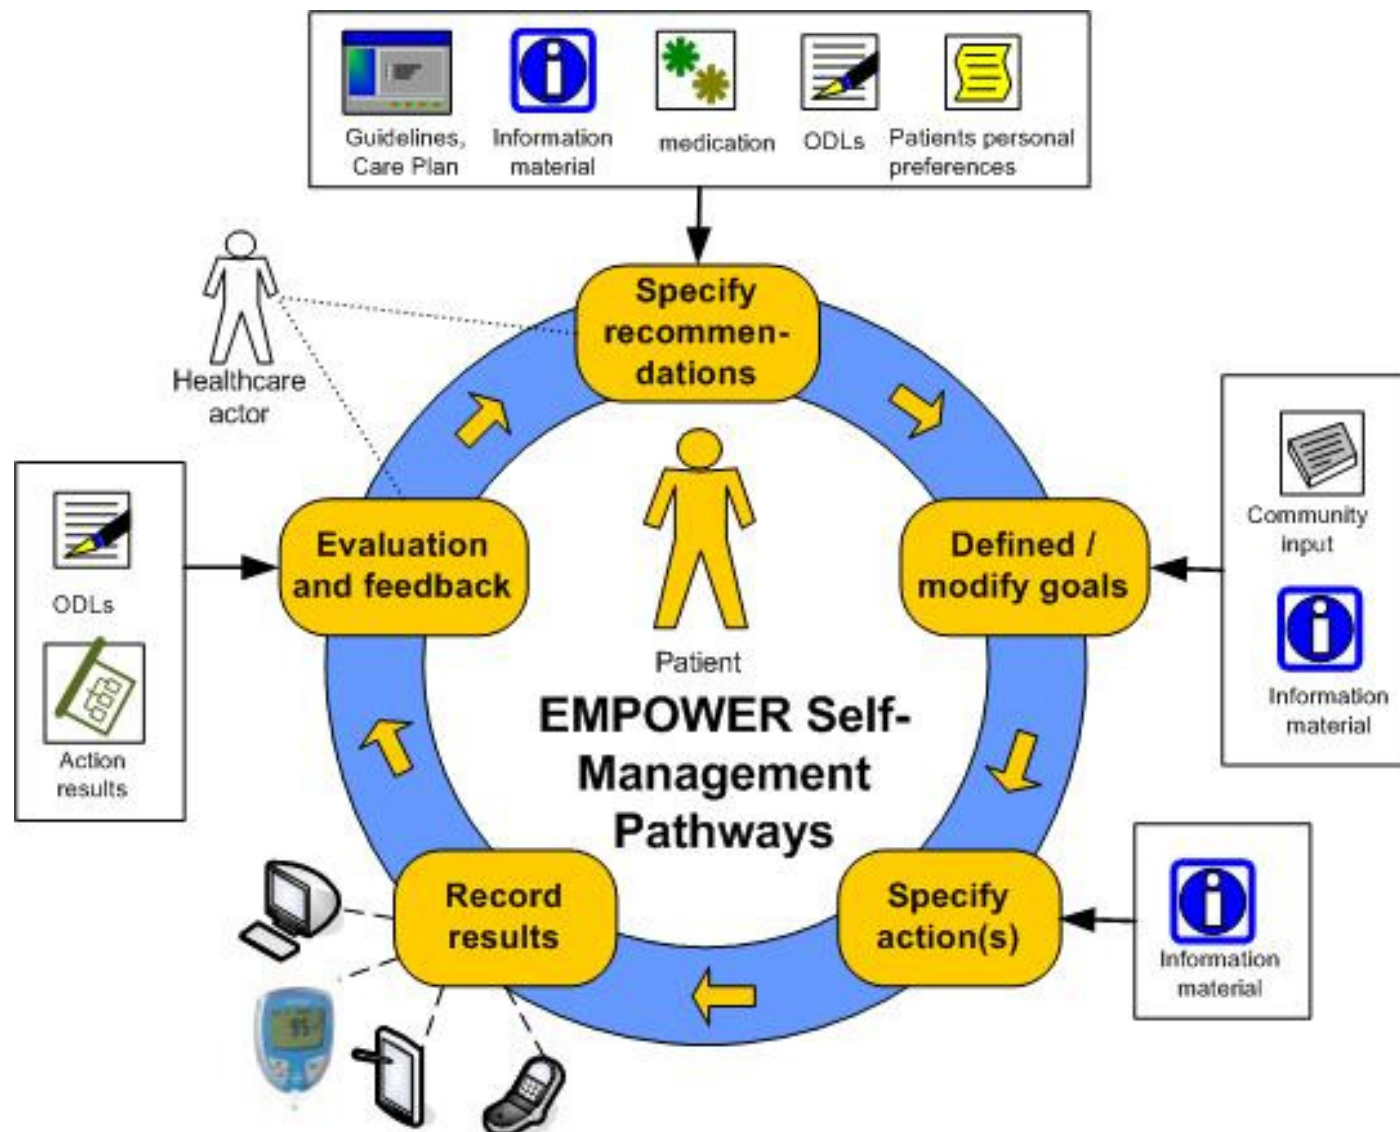 Guidelines,
Care Plan
Information
material
medication
ODLs
Patients personal
preferences
Healthcare
actor
Specify
recommen-
dations
Community
input
Information
material
Evaluation
and feedback
Defined /
modify goals
ODLs
Action
results
Patient
EMPOWER Self-
Management
Pathways
Record
results
Specify
action(s)
Information
material
95